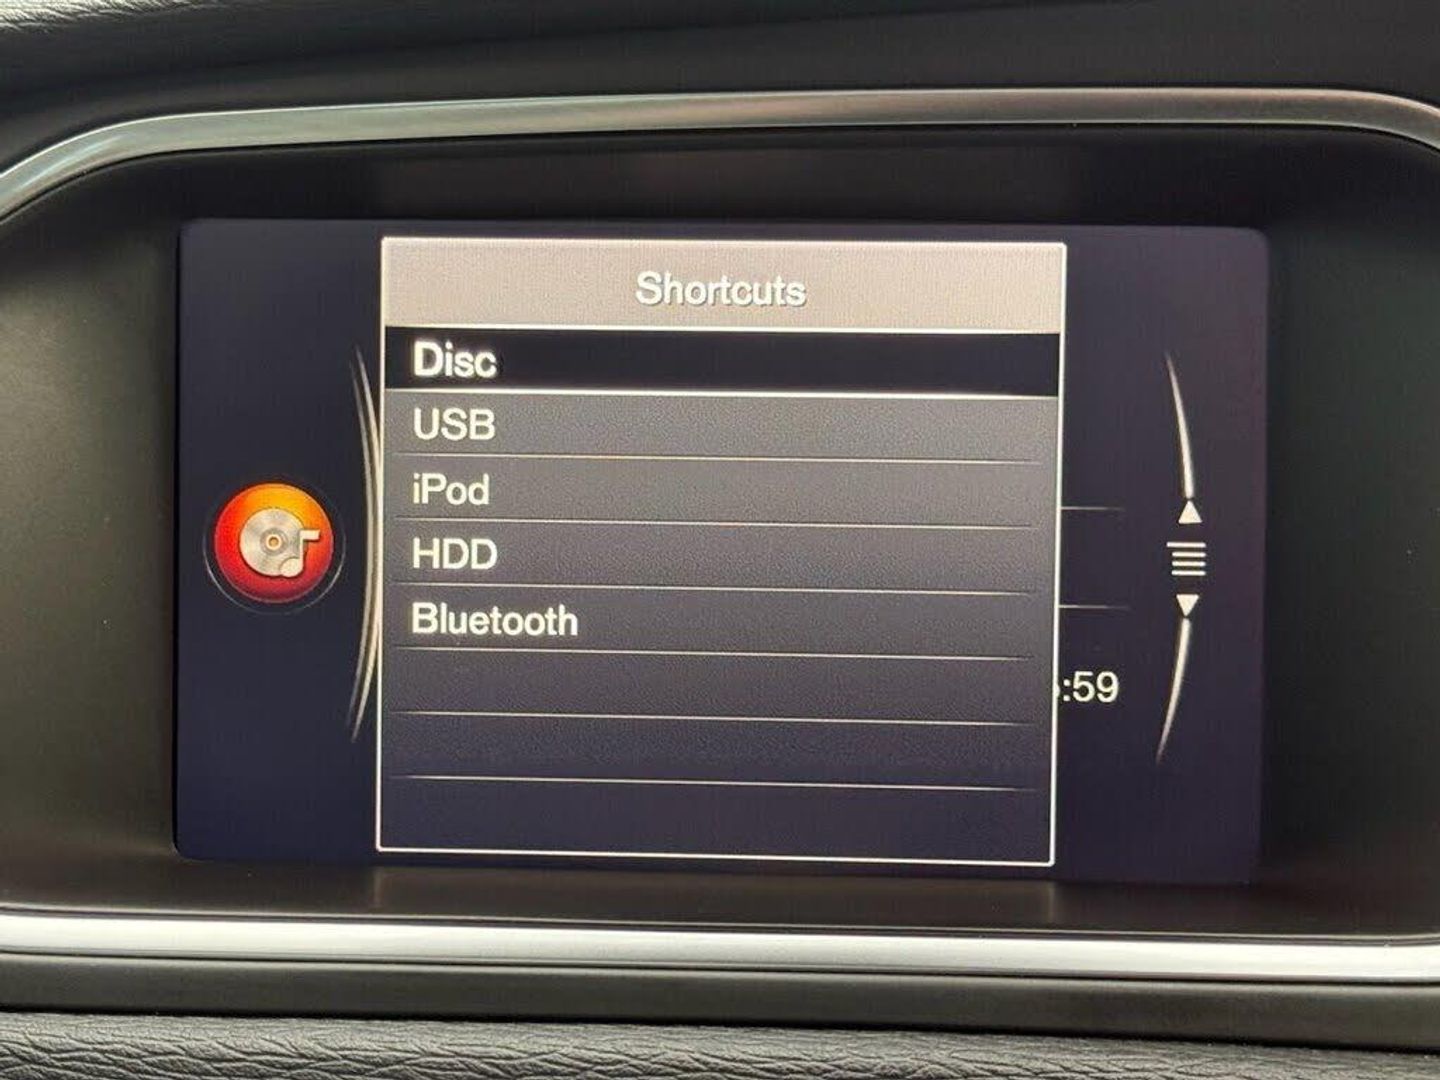 Shortcuts
Disc
USB
iPod
HDD
Bluetooth
:59